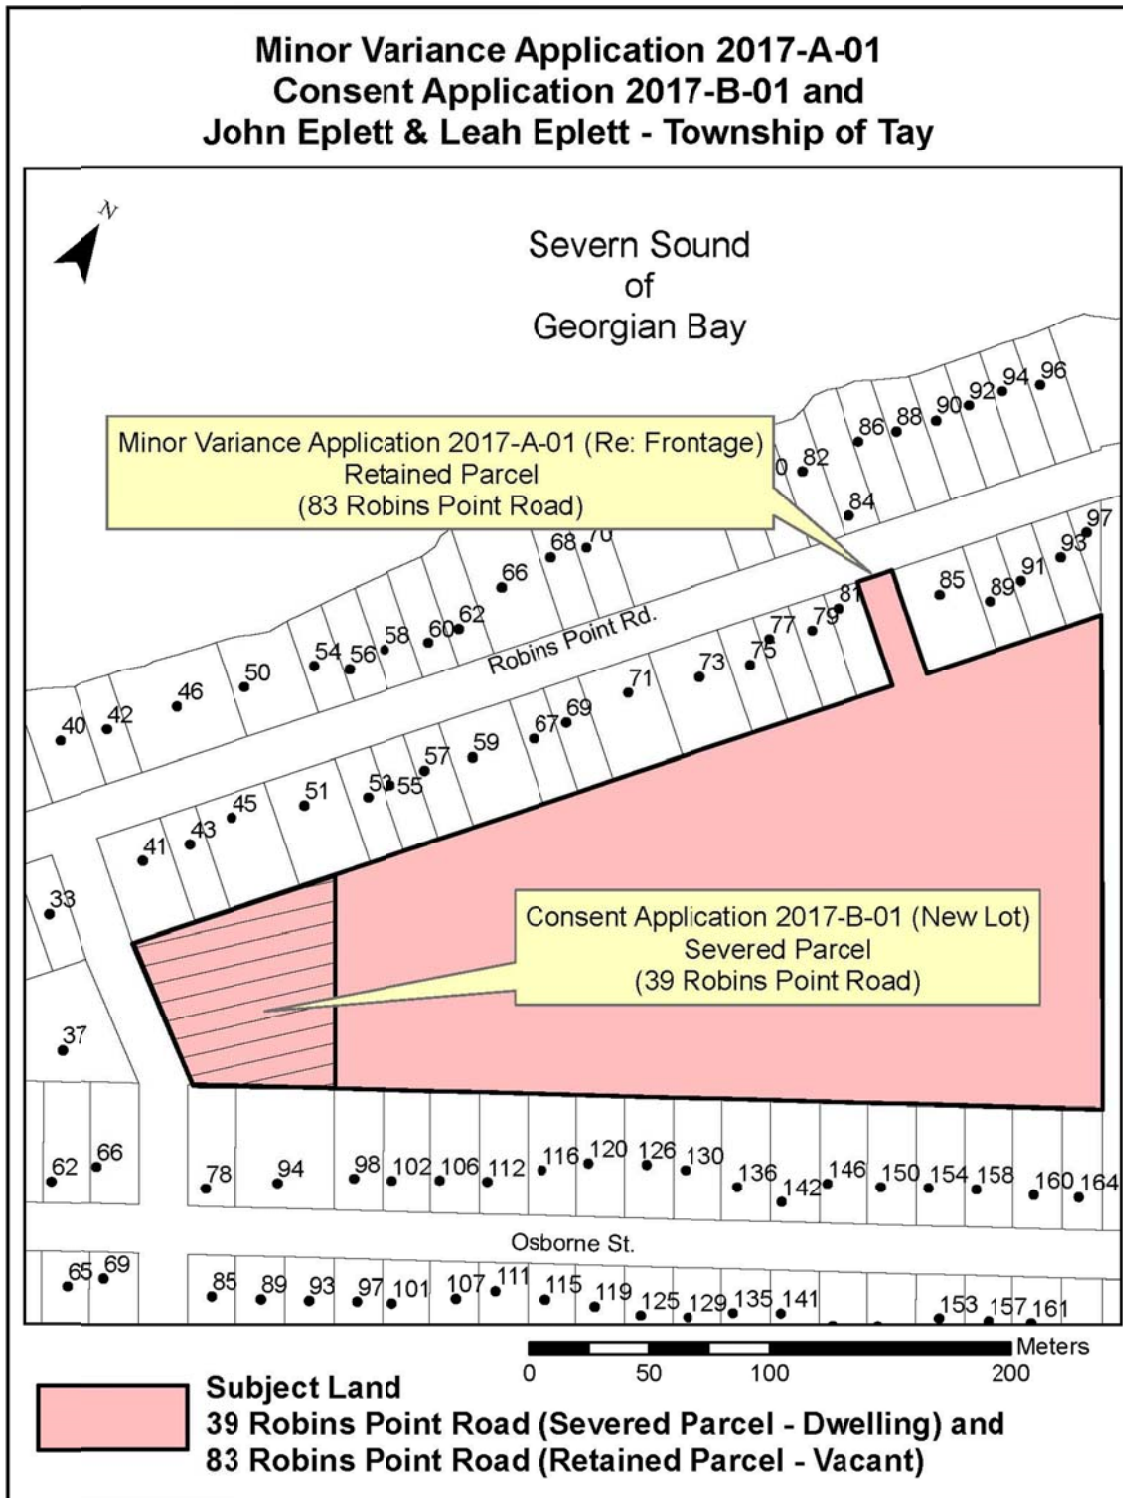 Minor Variance Application 2017-A-01
Consent Application 2017-B-01 and
John Eplett & Leah Eplett - Township of Tay
N
Severn Sound
of
Georgian Bay
96
94
92
90
88
86
82
84
Minor Variance Application 2017-A-01 (Re: Frontage)
Retained Parcel
(83 Robins Point Road)
97
93
91
89
85
81
79
77
75
73
71
69
67
59
57
55
51
45
43
41
70
68
66
62
60
58
56
54
50
46
42
40
Robins Point Rd.
33
37
Consent Application 2017-B-01 (New Lot)
Severed Parcel
(39 Robins Point Road)
62 66 78 94 98 102 106 112 116 120 126 130 136 142 146 150 154 158 160 164
Osborne St.
65 69 85 89 93 97 101 107 111 115 119 125 129 135 141 153 157 161
Meters
0 50 100 200
Subject Land
39 Robins Point Road (Severed Parcel - Dwelling) and
83 Robins Point Road (Retained Parcel - Vacant)